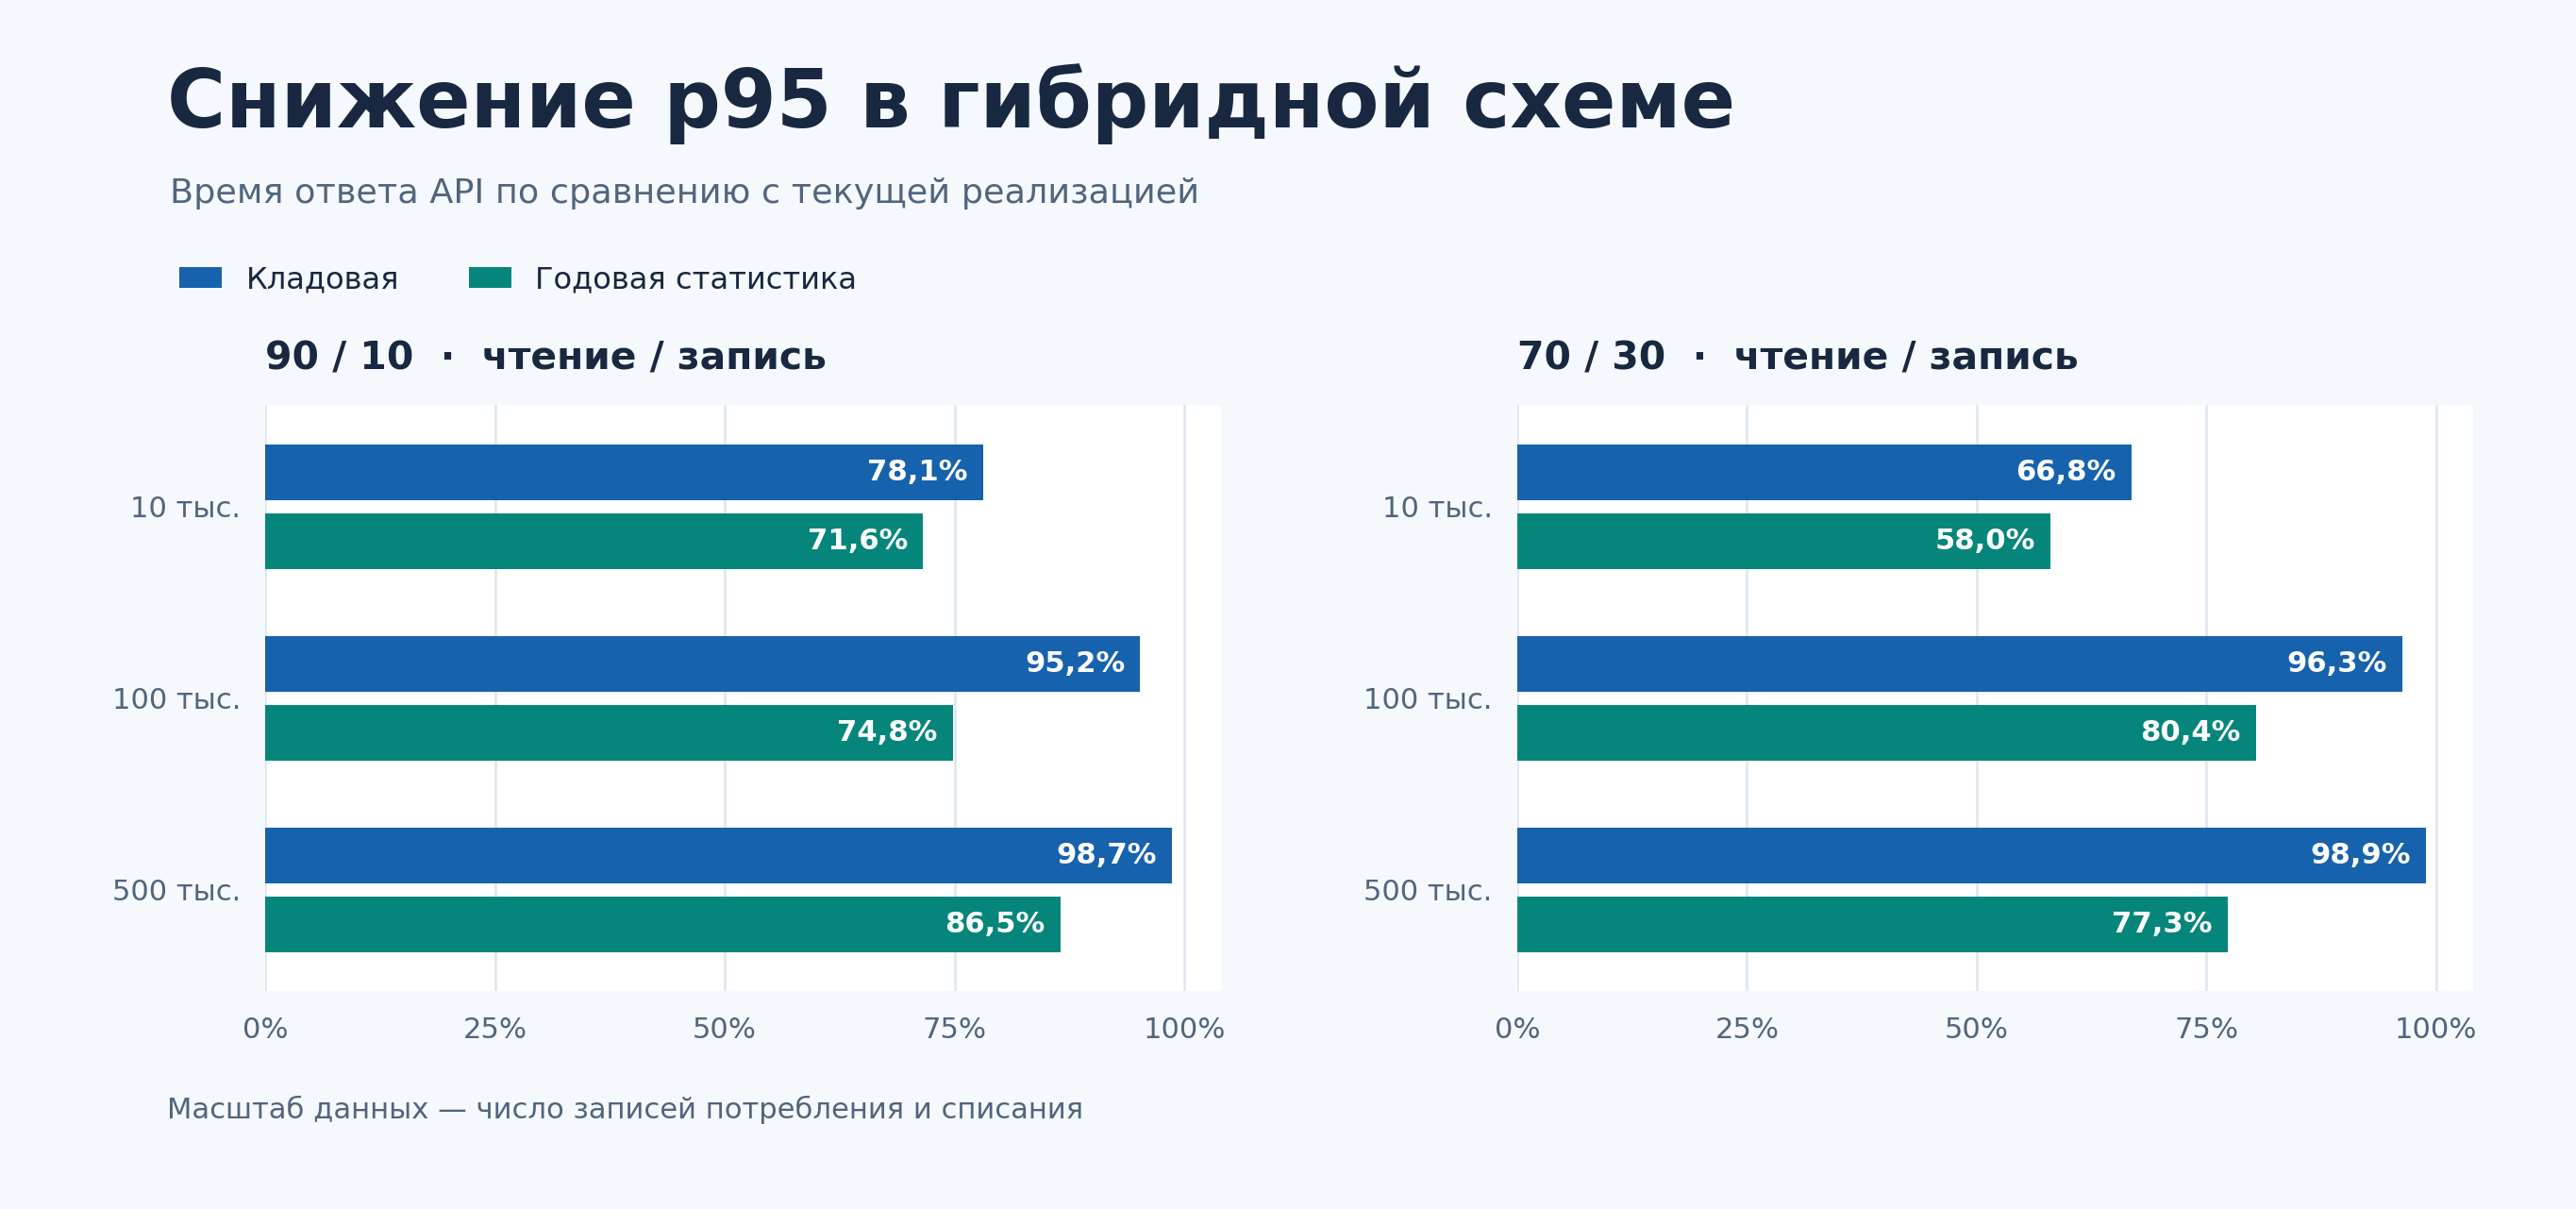 Снижение p95 в гибридной схеме
Время ответа API по сравнению с текущей реализацией
Кладовая
Годовая статистика
90 / 10 · чтение / запись
10 тыс.
78,1%
71,6%
100 тыс.
95,2%
74,8%
500 тыс.
98,7%
86,5%
0% 25% 50% 75% 100%
70 / 30 · чтение / запись
10 тыс.
66,8%
58,0%
100 тыс.
96,3%
80,4%
500 тыс.
98,9%
77,3%
0% 25% 50% 75% 100%
Масштаб данных — число записей потребления и списания